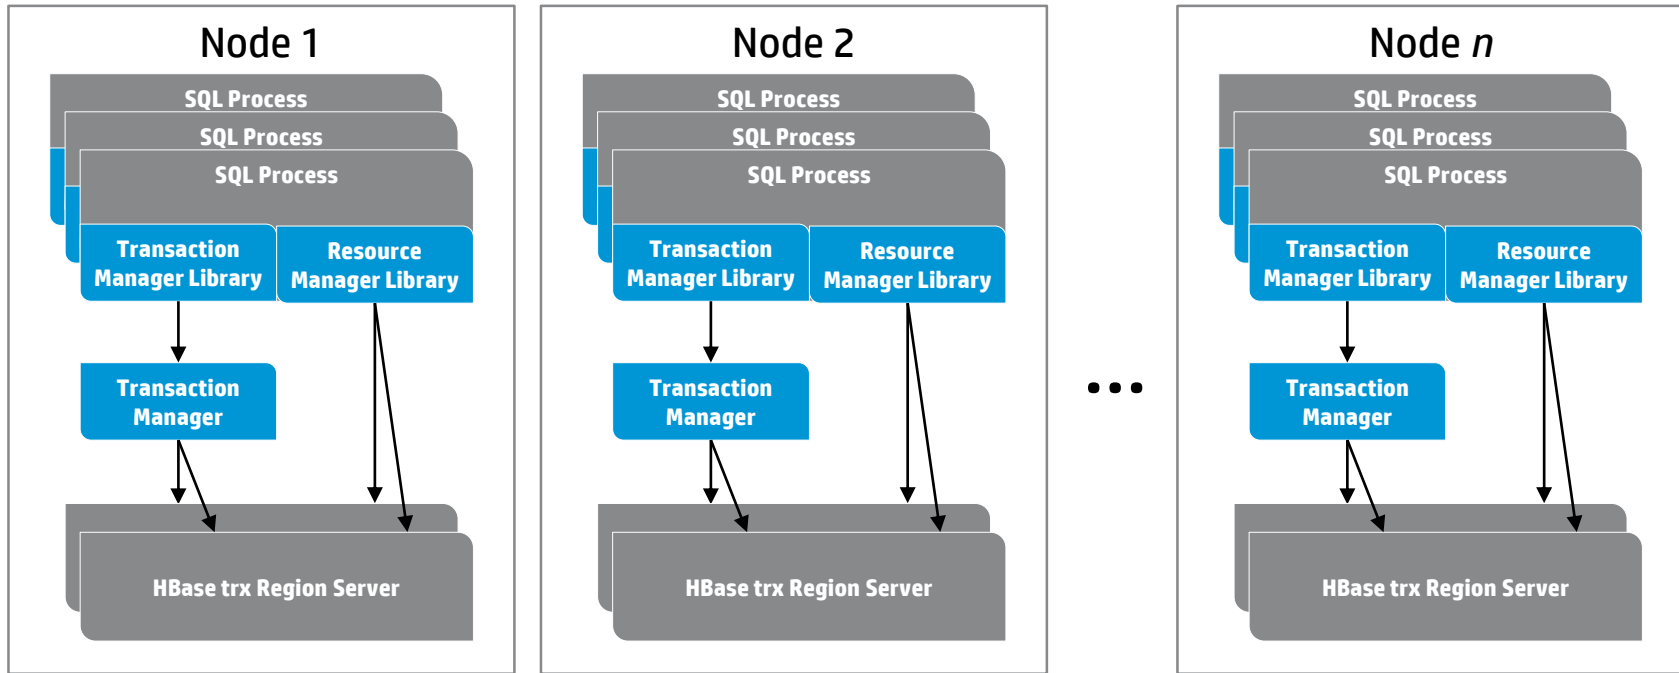 Node 1
SQL Process
SQL Process
SQL Process
Transaction
Manager Library
Resource
Manager Library
Transaction
Manager
HBase trx Region Server
Node 2
SQL Process
SQL Process
SQL Process
Transaction
Manager Library
Resource
Manager Library
Transaction
Manager
HBase trx Region Server
...
Node n
SQL Process
SQL Process
SQL Process
Transaction
Manager Library
Resource
Manager Library
Transaction
Manager
HBase trx Region Server